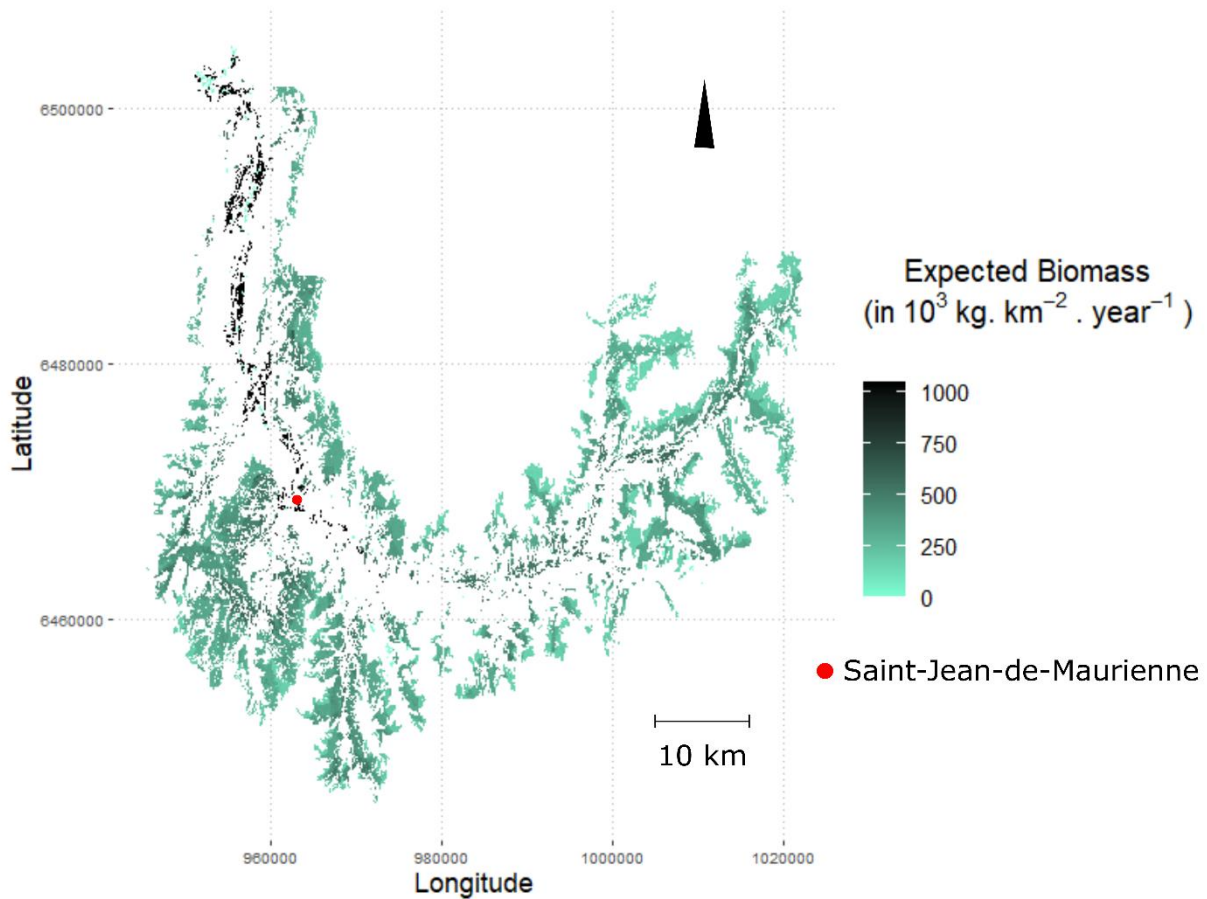 6500000
6480000
6460000
Latitude
960000
980000
1000000
1020000
Longitude
Expected Biomass
(in 10³ kg. km⁻² . year⁻¹ )
1000
750
500
250
0
Saint-Jean-de-Maurienne
10 km